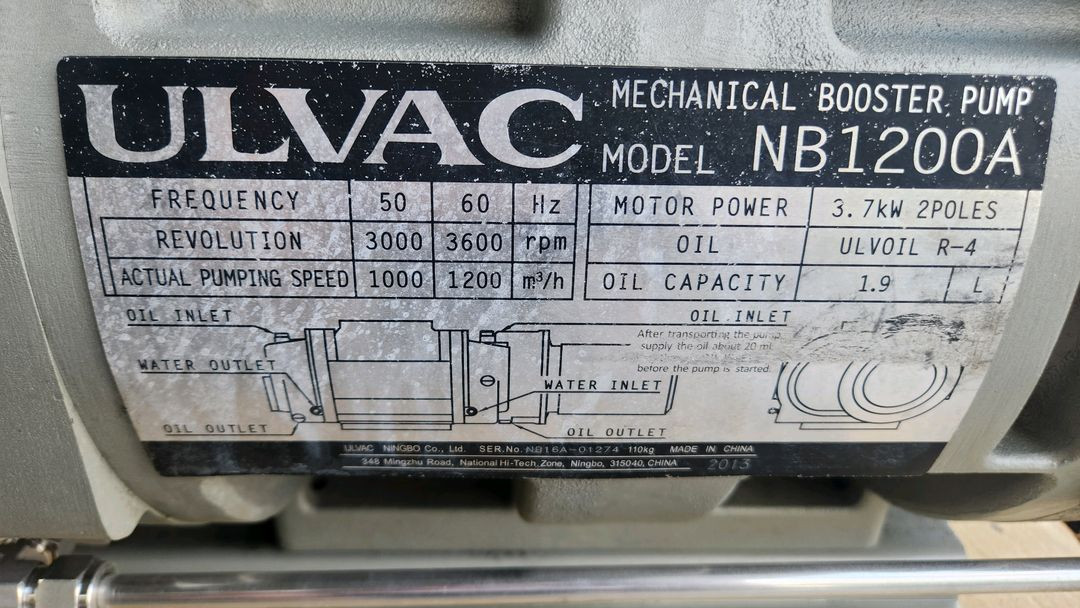 ULVAC
MECHANICAL BOOSTER PUMP
MODEL NB1200A
FREQUENCY 50 60 Hz
REVOLUTION 3000 3600 rpm
ACTUAL PUMPING SPEED 1000 1200 m³/h
MOTOR POWER 3.7kW 2POLES
OIL ULVOIL R-4
OIL CAPACITY 1.9 L
OIL INLET
OIL INLET
After transporting the pump,
supply the oil about 20 ml
before the pump is started.
WATER OUTLET
WATER INLET
OIL OUTLET
OIL OUTLET
ULVAC NINGBO Co., Ltd. SER.No. NB16A-01274 110kg MADE IN CHINA
348 Mingzhu Road, National Hi-Tech Zone, Ningbo, 315040, CHINA 2013